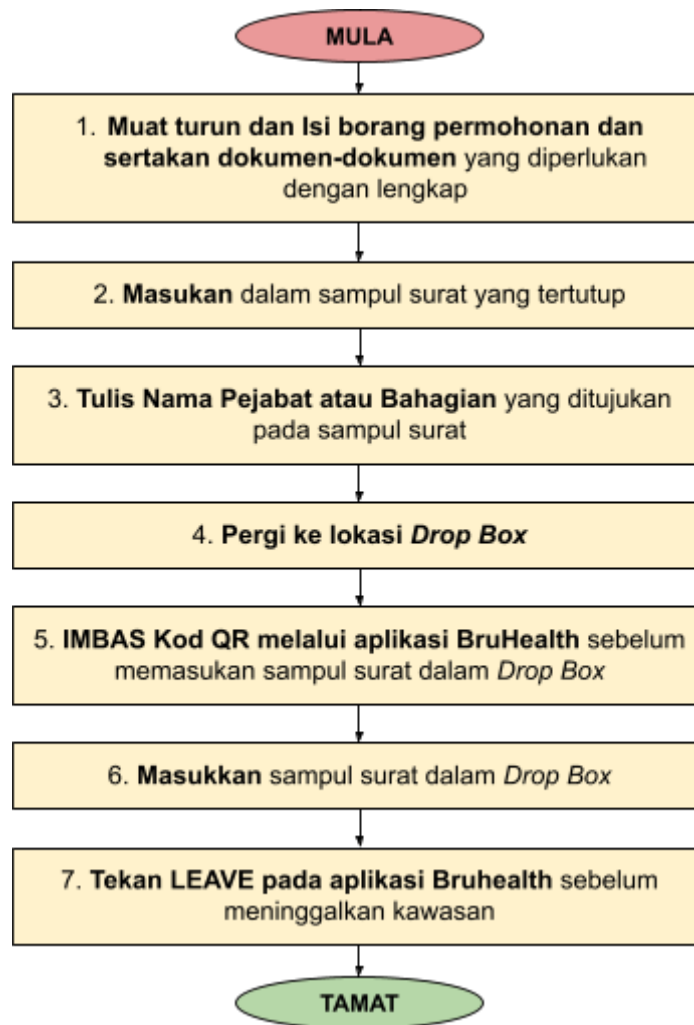 MULA
1. Muat turun dan Isi borang permohonan dan
sertakan dokumen-dokumen yang diperlukan
dengan lengkap
2. Masukan dalam sampul surat yang tertutup
3. Tulis Nama Pejabat atau Bahagian yang ditujukan
pada sampul surat
4. Pergi ke lokasi Drop Box
5. IMBAS Kod QR melalui aplikasi BruHealth sebelum
memasukan sampul surat dalam Drop Box
6. Masukkan sampul surat dalam Drop Box
7. Tekan LEAVE pada aplikasi Bruhealth sebelum
meninggalkan kawasan
TAMAT